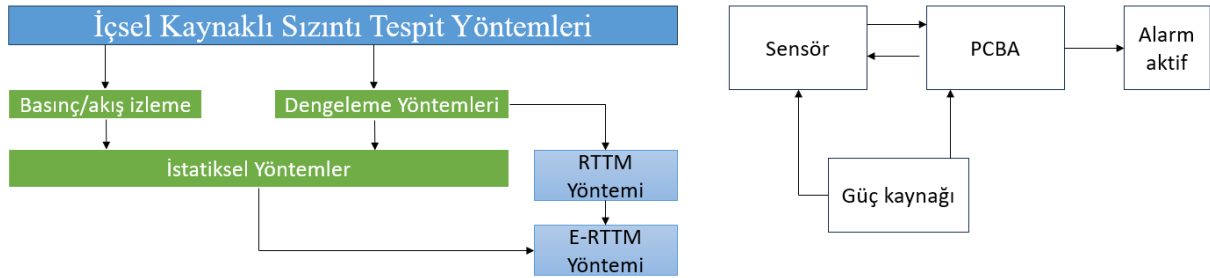 İçsel Kaynaklı Sızıntı Tespit Yöntemleri
Basınç/akış izleme
Dengeleme Yöntemleri
İstatiksel Yöntemler
RTTM
Yöntemi
E-RTTM
Yöntemi
Sensör
PCBA
Alarm
aktif
Güç kaynağı